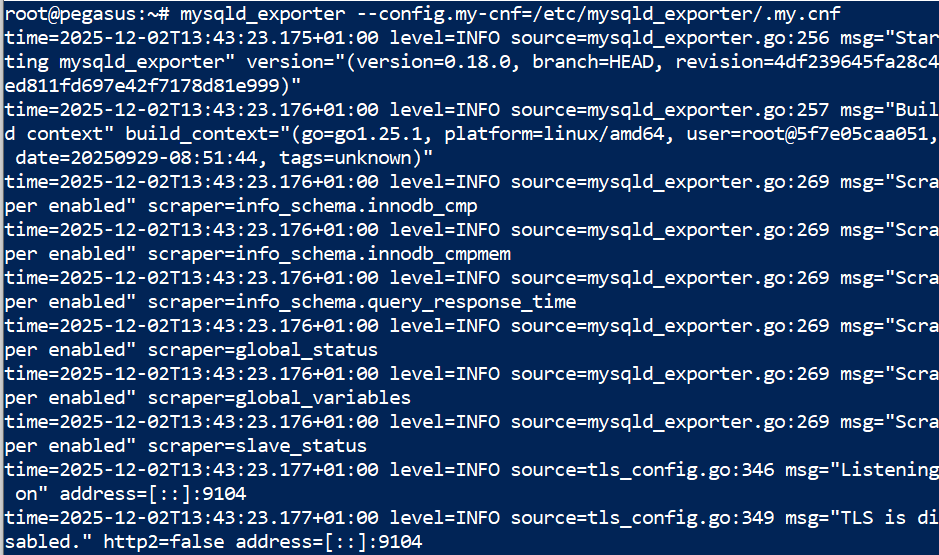 root@pegasus:~# mysqld_exporter --config.my-cnf=/etc/mysqld_exporter/.my.cnf
time=2025-12-02T13:43:23.175+01:00 level=INFO source=mysqld_exporter.go:256 msg="Star
ting mysqld_exporter" version="(version=0.18.0, branch=HEAD, revision=4df239645fa28c4
ed811fd697e42f7178d81e999)"
time=2025-12-02T13:43:23.176+01:00 level=INFO source=mysqld_exporter.go:257 msg="Buil
d context" build_context="(go=go1.25.1, platform=linux/amd64, user=root@5f7e05caa051,
 date=20250929-08:51:44, tags=unknown)"
time=2025-12-02T13:43:23.176+01:00 level=INFO source=mysqld_exporter.go:269 msg="Scra
per enabled" scraper=info_schema.innodb_cmp
time=2025-12-02T13:43:23.176+01:00 level=INFO source=mysqld_exporter.go:269 msg="Scra
per enabled" scraper=info_schema.innodb_cmpmem
time=2025-12-02T13:43:23.176+01:00 level=INFO source=mysqld_exporter.go:269 msg="Scra
per enabled" scraper=info_schema.query_response_time
time=2025-12-02T13:43:23.176+01:00 level=INFO source=mysqld_exporter.go:269 msg="Scra
per enabled" scraper=global_status
time=2025-12-02T13:43:23.176+01:00 level=INFO source=mysqld_exporter.go:269 msg="Scra
per enabled" scraper=global_variables
time=2025-12-02T13:43:23.176+01:00 level=INFO source=mysqld_exporter.go:269 msg="Scra
per enabled" scraper=slave_status
time=2025-12-02T13:43:23.177+01:00 level=INFO source=tls_config.go:346 msg="Listening
 on" address=[::]:9104
time=2025-12-02T13:43:23.177+01:00 level=INFO source=tls_config.go:349 msg="TLS is di
sabled." http2=false address=[::]:9104